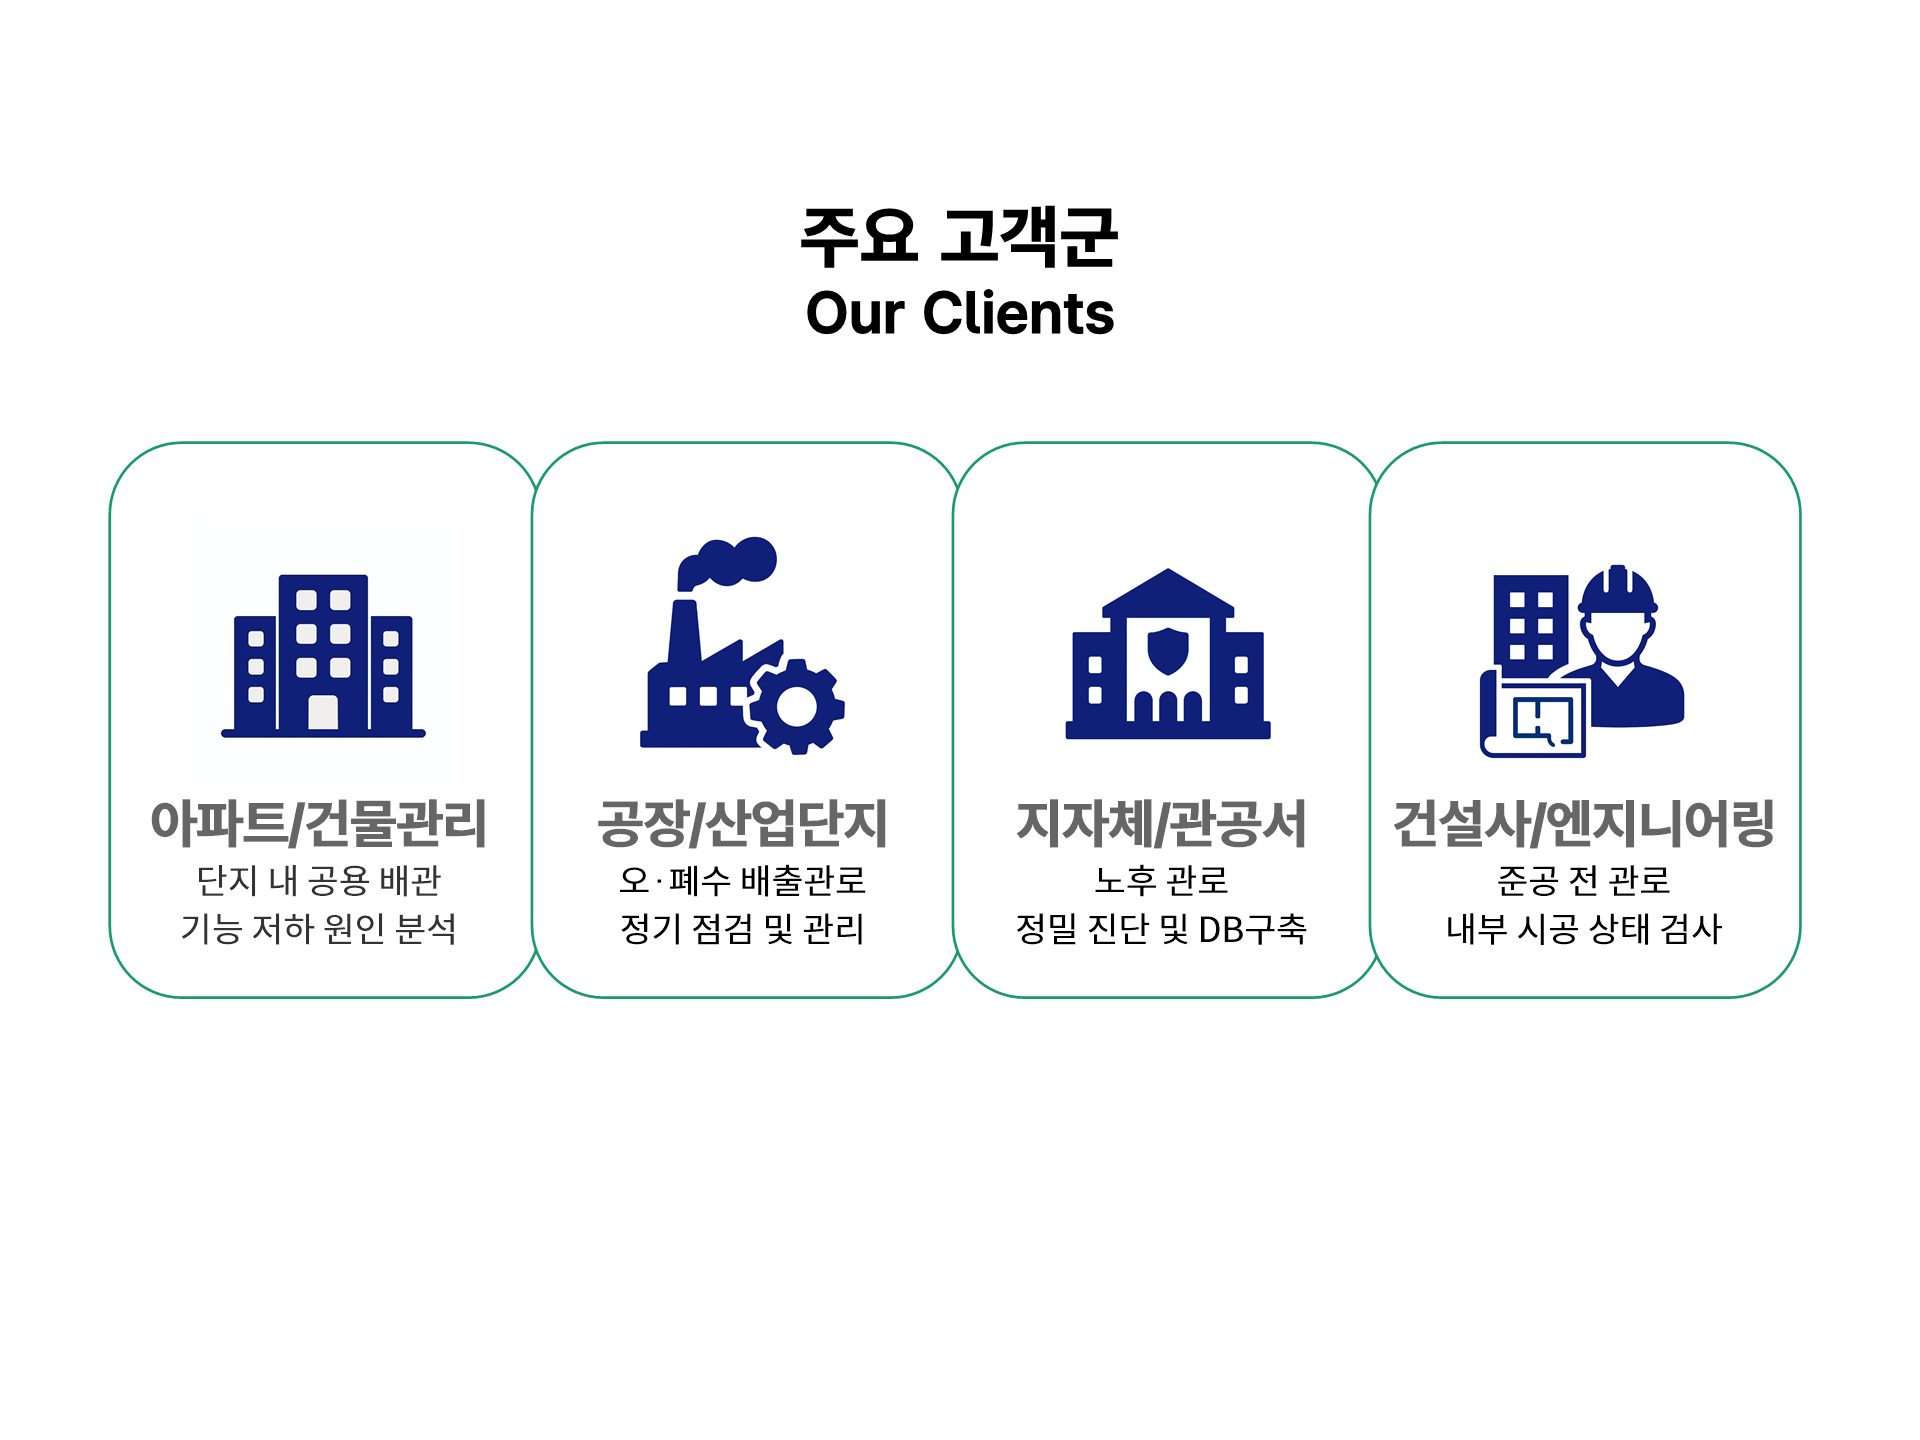 주요 고객군
Our Clients
아파트/건물관리
단지 내 공용 배관
기능 저하 원인 분석
공장/산업단지
오·폐수 배출관로
정기 점검 및 관리
지자체/관공서
노후 관로
정밀 진단 및 DB구축
건설사/엔지니어링
준공 전 관로
내부 시공 상태 검사